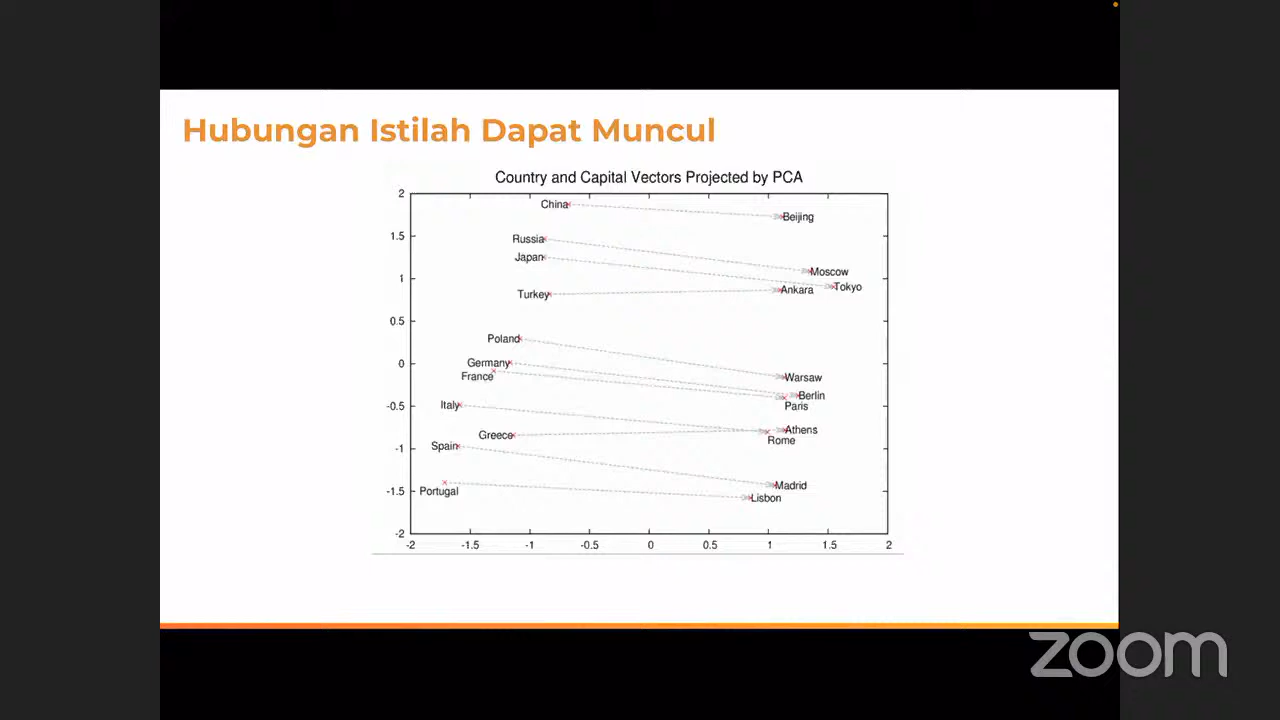 Hubungan Istilah Dapat Muncul
Country and Capital Vectors Projected by PCA
2
China
Beijing
1.5
Russia
Japan
Moscow
1
Tokyo
Turkey
Ankara
0.5
Poland
0
Germany
France
Warsaw
Berlin
Paris
-0.5
Italy
Athens
Greece
Rome
-1
Spain
Madrid
-1.5
Portugal
Lisbon
-2
-2 -1.5 -1 -0.5 0 0.5 1 1.5 2
zoom